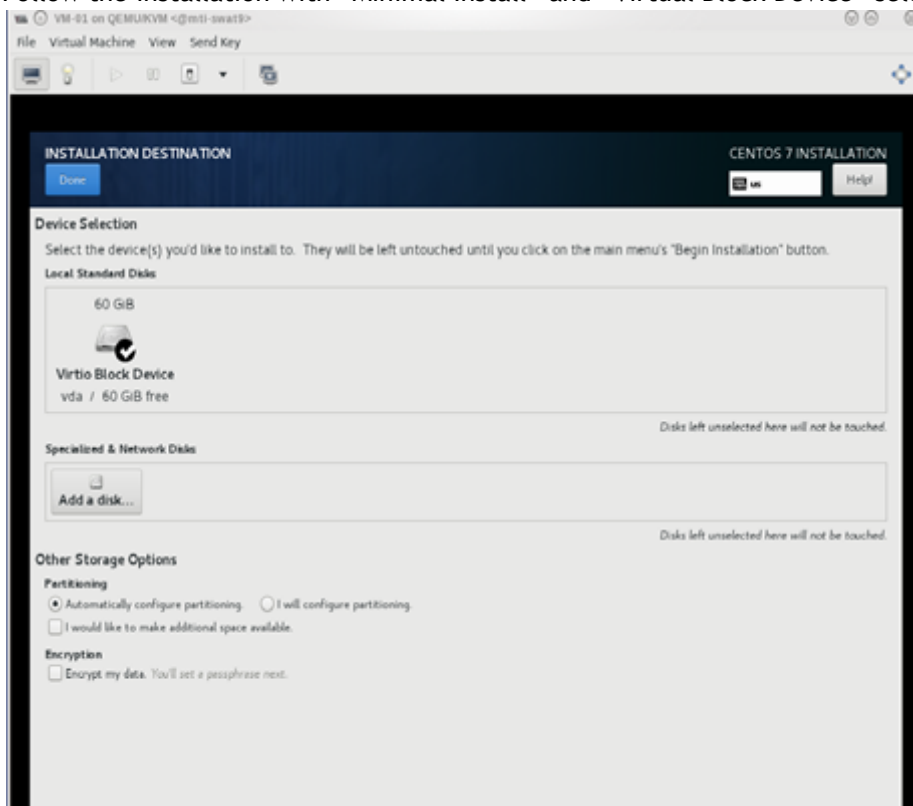 Follow the installation with "Minimal Install" and "Virtual Block Device"
VM-01 on QEMU/KVM <@mti-swat9>
File Virtual Machine View Send Key
INSTALLATION DESTINATION
CENTOS 7 INSTALLATION
Done
us
Help!
Device Selection
Select the device(s) you'd like to install to. They will be left untouched until you click on the main menu's "Begin Installation" button.
Local Standard Disks
60 GiB
Virtio Block Device
vda / 60 GiB free
Disks left unselected here will not be touched.
Specialized & Network Disks
Add a disk...
Disks left unselected here will not be touched.
Other Storage Options
Partitioning
Automatically configure partitioning. I will configure partitioning.
I would like to make additional space available.
Encryption
Encrypt my data. You'll set a passphrase next.